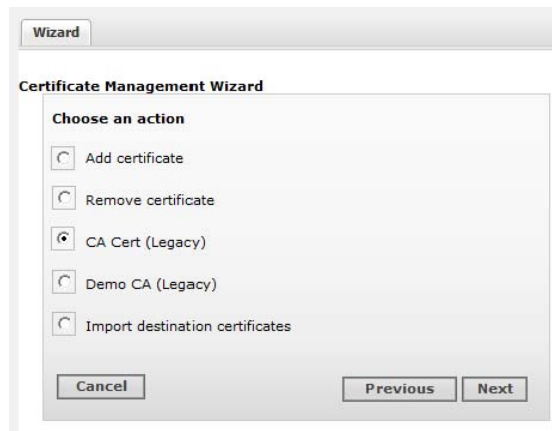 Wizard
Certificate Management Wizard
Choose an action
Add certificate
Remove certificate
CA Cert (Legacy)
Demo CA (Legacy)
Import destination certificates
Cancel Previous Next